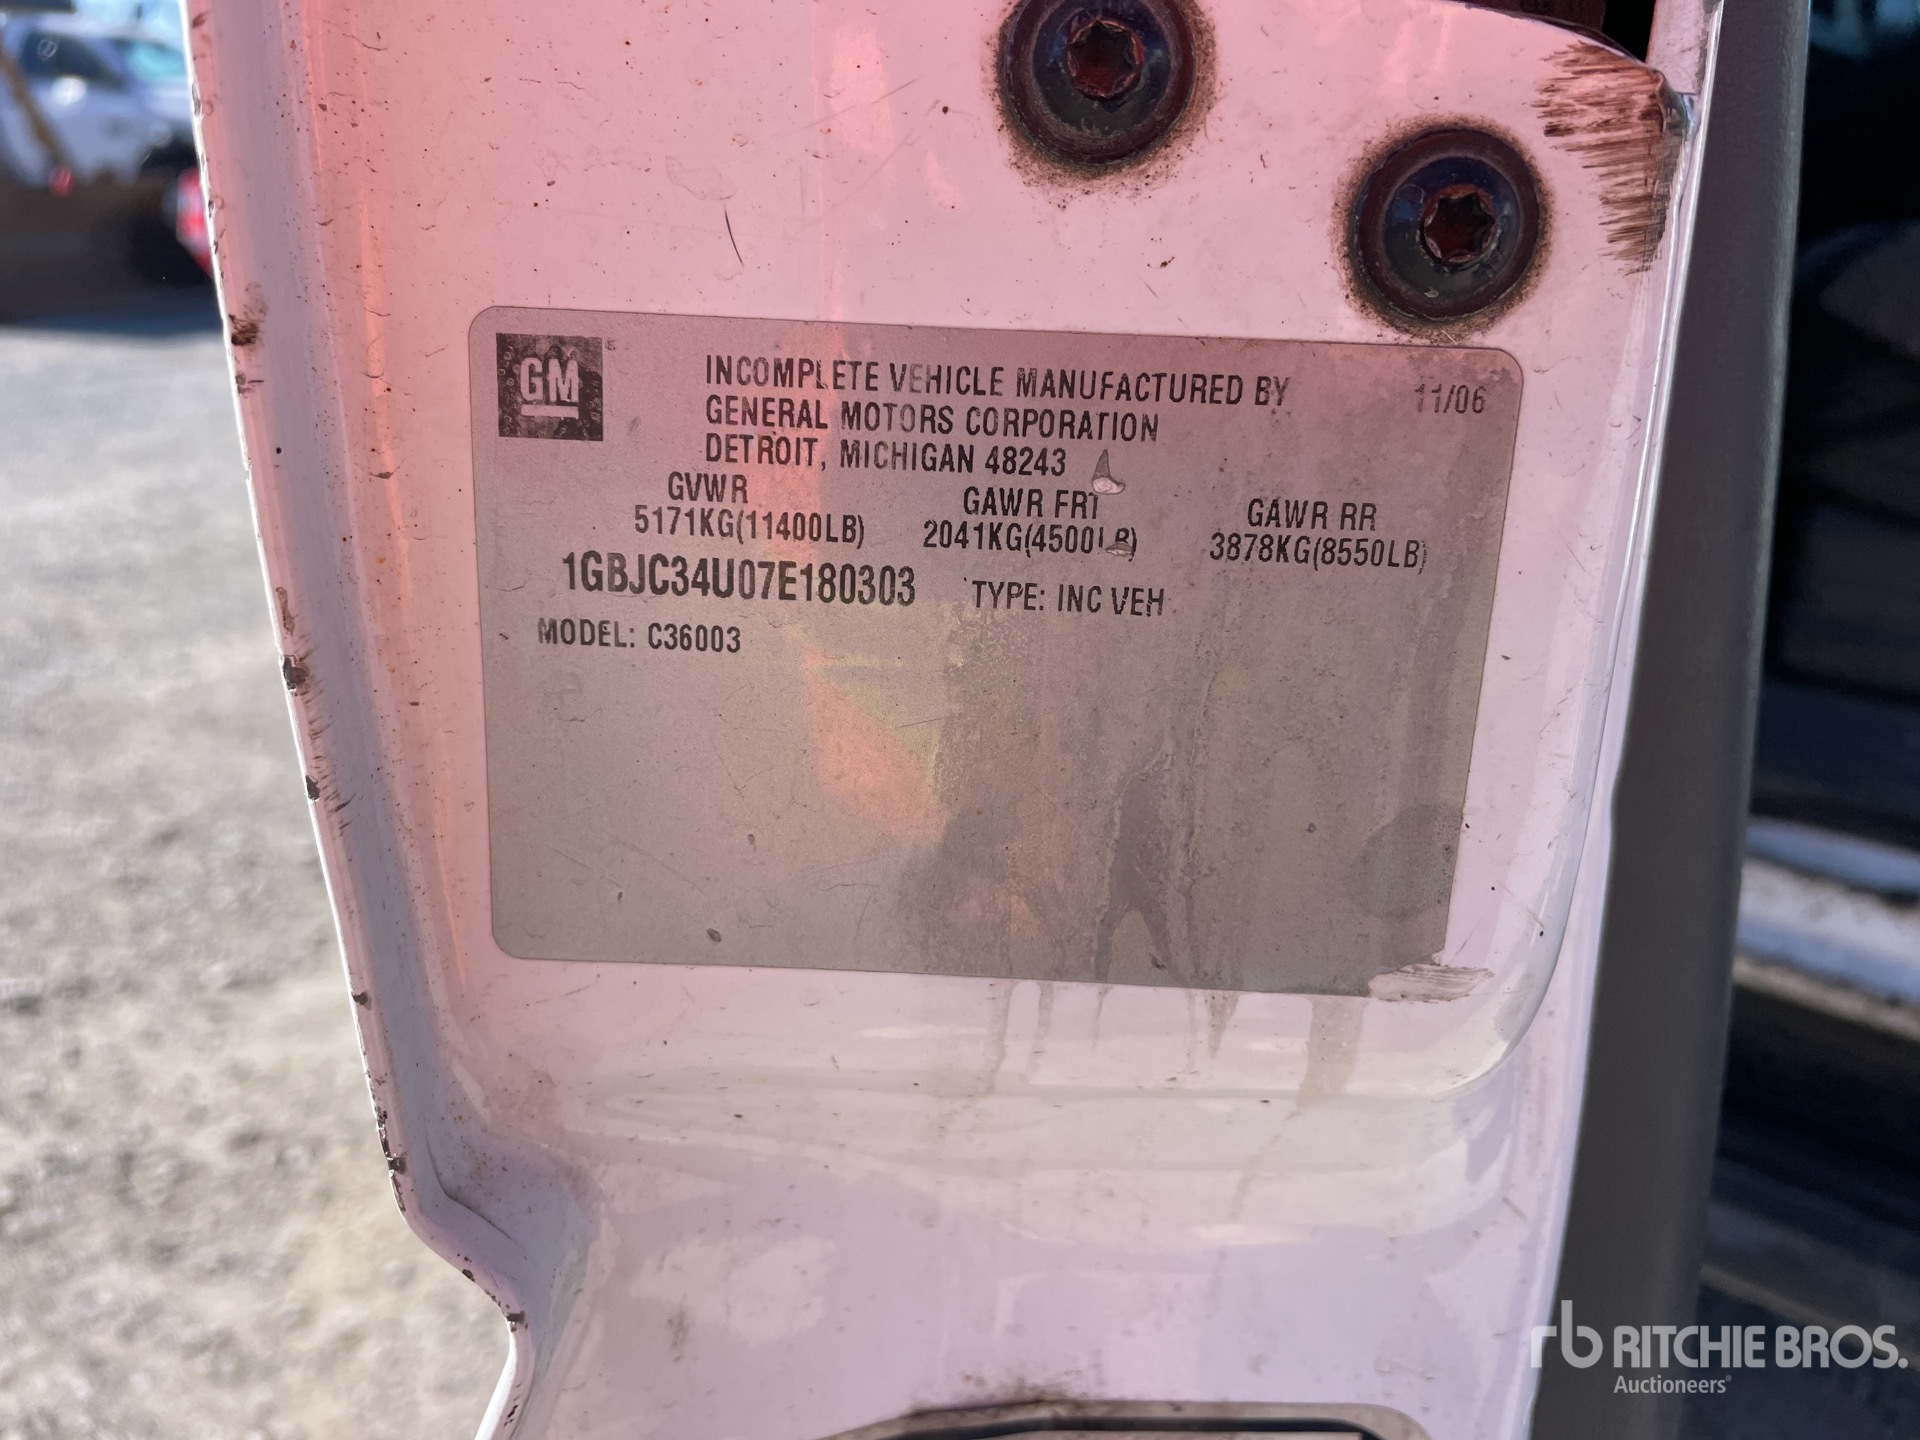 GM
INCOMPLETE VEHICLE MANUFACTURED BY 11/06
GENERAL MOTORS CORPORATION
DETROIT, MICHIGAN 48243
GVWR GAWR FRT GAWR RR
5171KG(11400LB) 2041KG(4500LB) 3878KG(8550LB)
1GBJC34U07E180303 TYPE: INC VEH
MODEL: C36003
rb RITCHIE BROS.
Auctioneers®